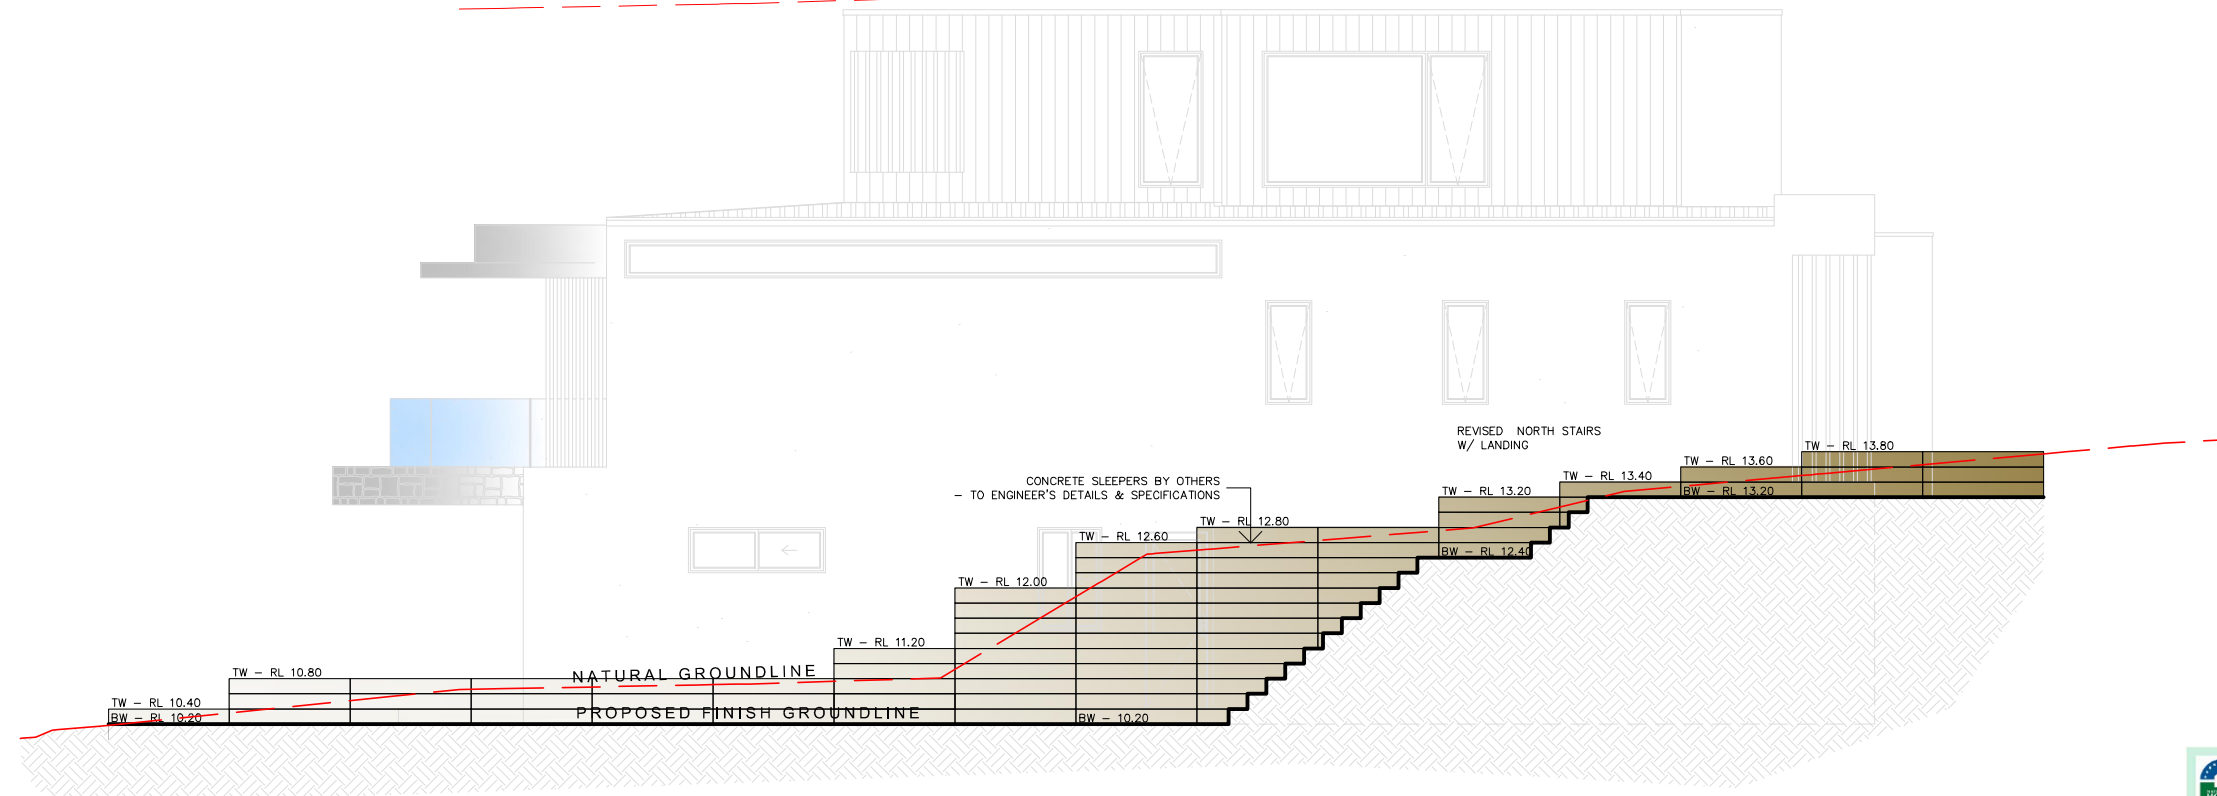 REVISED NORTH STAIRS
W/ LANDING
TW – RL 13.80
TW – RL 13.60
CONCRETE SLEEPERS BY OTHERS
– TO ENGINEER'S DETAILS & SPECIFICATIONS
TW – RL 13.40
BW – RL 13.20
TW – RL 13.20
TW – RL 12.80
TW – RL 12.60
BW – RL 12.40
TW – RL 12.00
TW – RL 11.20
TW – RL 10.80
NATURAL GROUNDLINE
TW – RL 10.40
BW – RL 10.20
PROPOSED FINISH GROUNDLINE
BW – 10.20